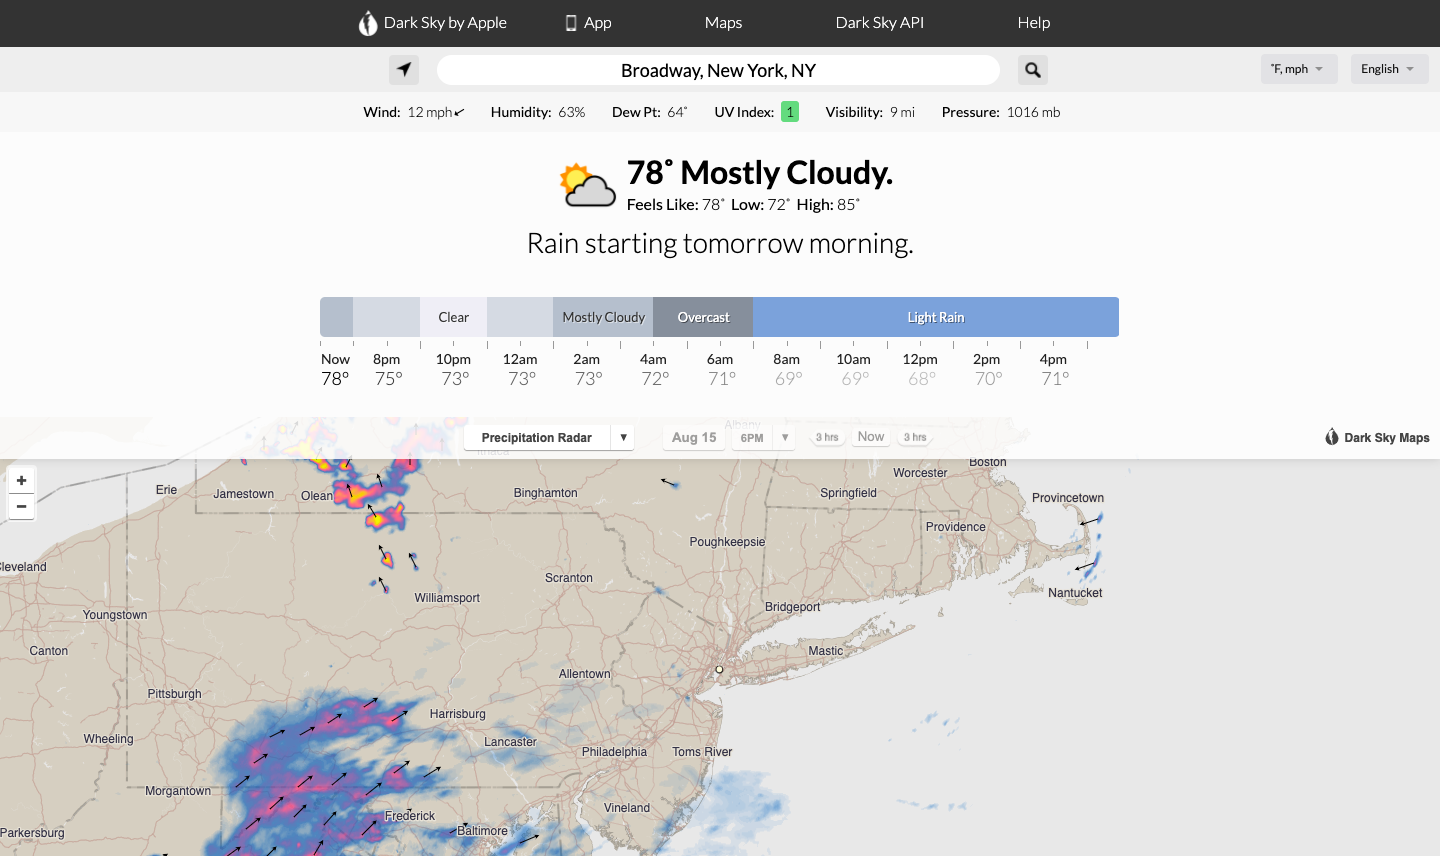 Dark Sky by Apple App Maps Dark Sky API Help
Broadway, New York, NY
˚F, mph English
Wind: 12 mph Humidity: 63% Dew Pt: 64˚ UV Index: 1 Visibility: 9 mi Pressure: 1016 mb
78˚ Mostly Cloudy.
Feels Like: 78˚ Low: 72˚ High: 85˚
Rain starting tomorrow morning.
Clear Mostly Cloudy Overcast Light Rain
Now 8pm 10pm 12am 2am 4am 6am 8am 10am 12pm 2pm 4pm
78° 75° 73° 73° 73° 72° 71° 69° 69° 68° 70° 71°
Albany
Precipitation Radar ▼ Aug 15 6PM ▼ 3 hrs Now 3 hrs Dark Sky Maps
Ithaca
Boston
Worcester
+
Erie Jamestown Olean Binghamton Springfield Provincetown
−
Providence
Poughkeepsie
Cleveland
Scranton
Williamsport Nantucket
Youngstown Bridgeport
Canton Mastic
Allentown
Pittsburgh
Harrisburg
Wheeling Lancaster
Philadelphia Toms River
Morgantown
Vineland
Frederick
Parkersburg Baltimore